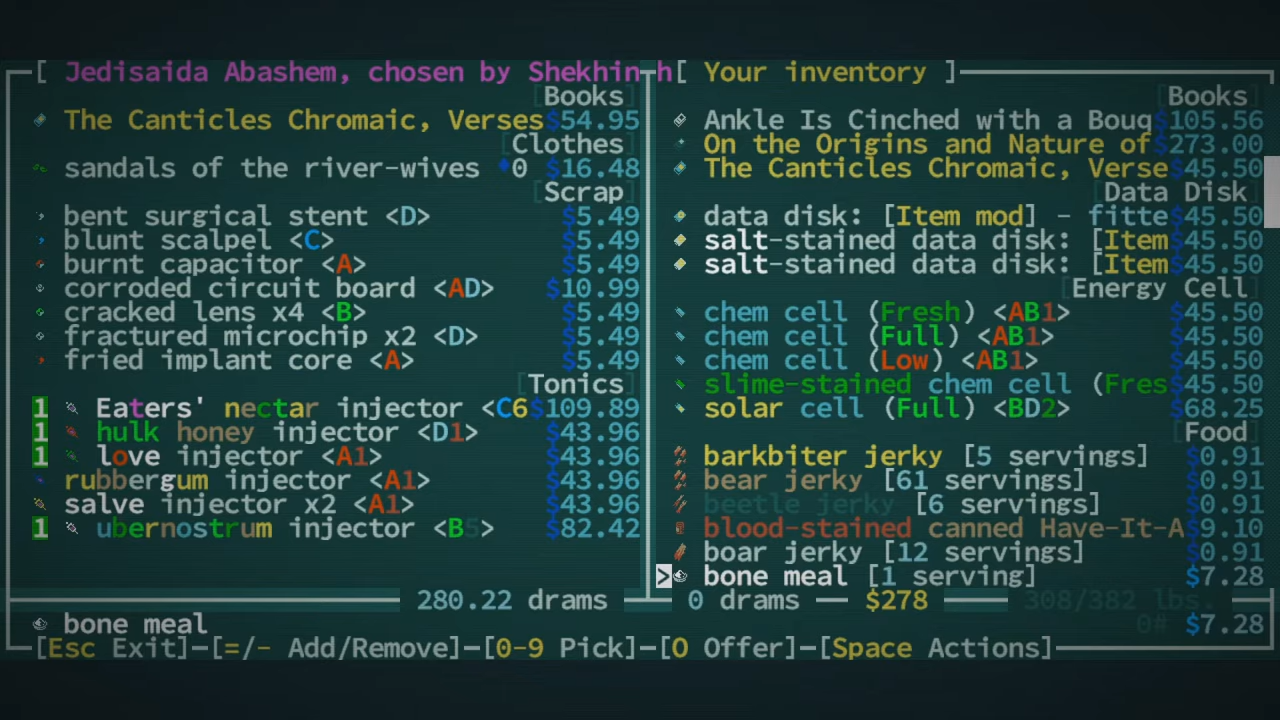 [ Jedisaida Abashem, chosen by Shekhinah
[Books]
The Canticles Chromaic, Verses $54.95
[Clothes]
sandals of the river-wives ♦0 $16.48
[Scrap]
bent surgical stent <D> $5.49
blunt scalpel <C> $5.49
burnt capacitor <A> $5.49
corroded circuit board <AD> $10.99
cracked lens x4 <B> $5.49
fractured microchip x2 <D> $5.49
fried implant core <A> $5.49
[Tonics]
1 Eaters' nectar injector <C6 $109.89
1 hulk honey injector <D1> $43.96
1 love injector <A1> $43.96
rubbergum injector <A1> $43.96
salve injector x2 <A1> $43.96
1 ubernostrum injector <B5> $82.42
280.22 drams
[ Your inventory ]
[Books]
Ankle Is Cinched with a Bouq $105.56
On the Origins and Nature of $273.00
The Canticles Chromaic, Verse $45.50
[Data Disk]
data disk: [Item mod] - fitte $45.50
salt-stained data disk: [Item $45.50
salt-stained data disk: [Item $45.50
[Energy Cell]
chem cell (Fresh) <AB1> $45.50
chem cell (Full) <AB1> $45.50
chem cell (Low) <AB1> $45.50
slime-stained chem cell (Fres $45.50
solar cell (Full) <BD2> $68.25
[Food]
barkbiter jerky [5 servings] $0.91
bear jerky [61 servings] $0.91
beetle jerky [6 servings] $0.91
blood-stained canned Have-It-A $9.10
boar jerky [12 servings] $0.91
> bone meal [1 serving] $7.28
0 drams — $278 308/382 lbs.
bone meal 0# $7.28
[Esc Exit]-[=/- Add/Remove]-[0-9 Pick]-[O Offer]-[Space Actions]